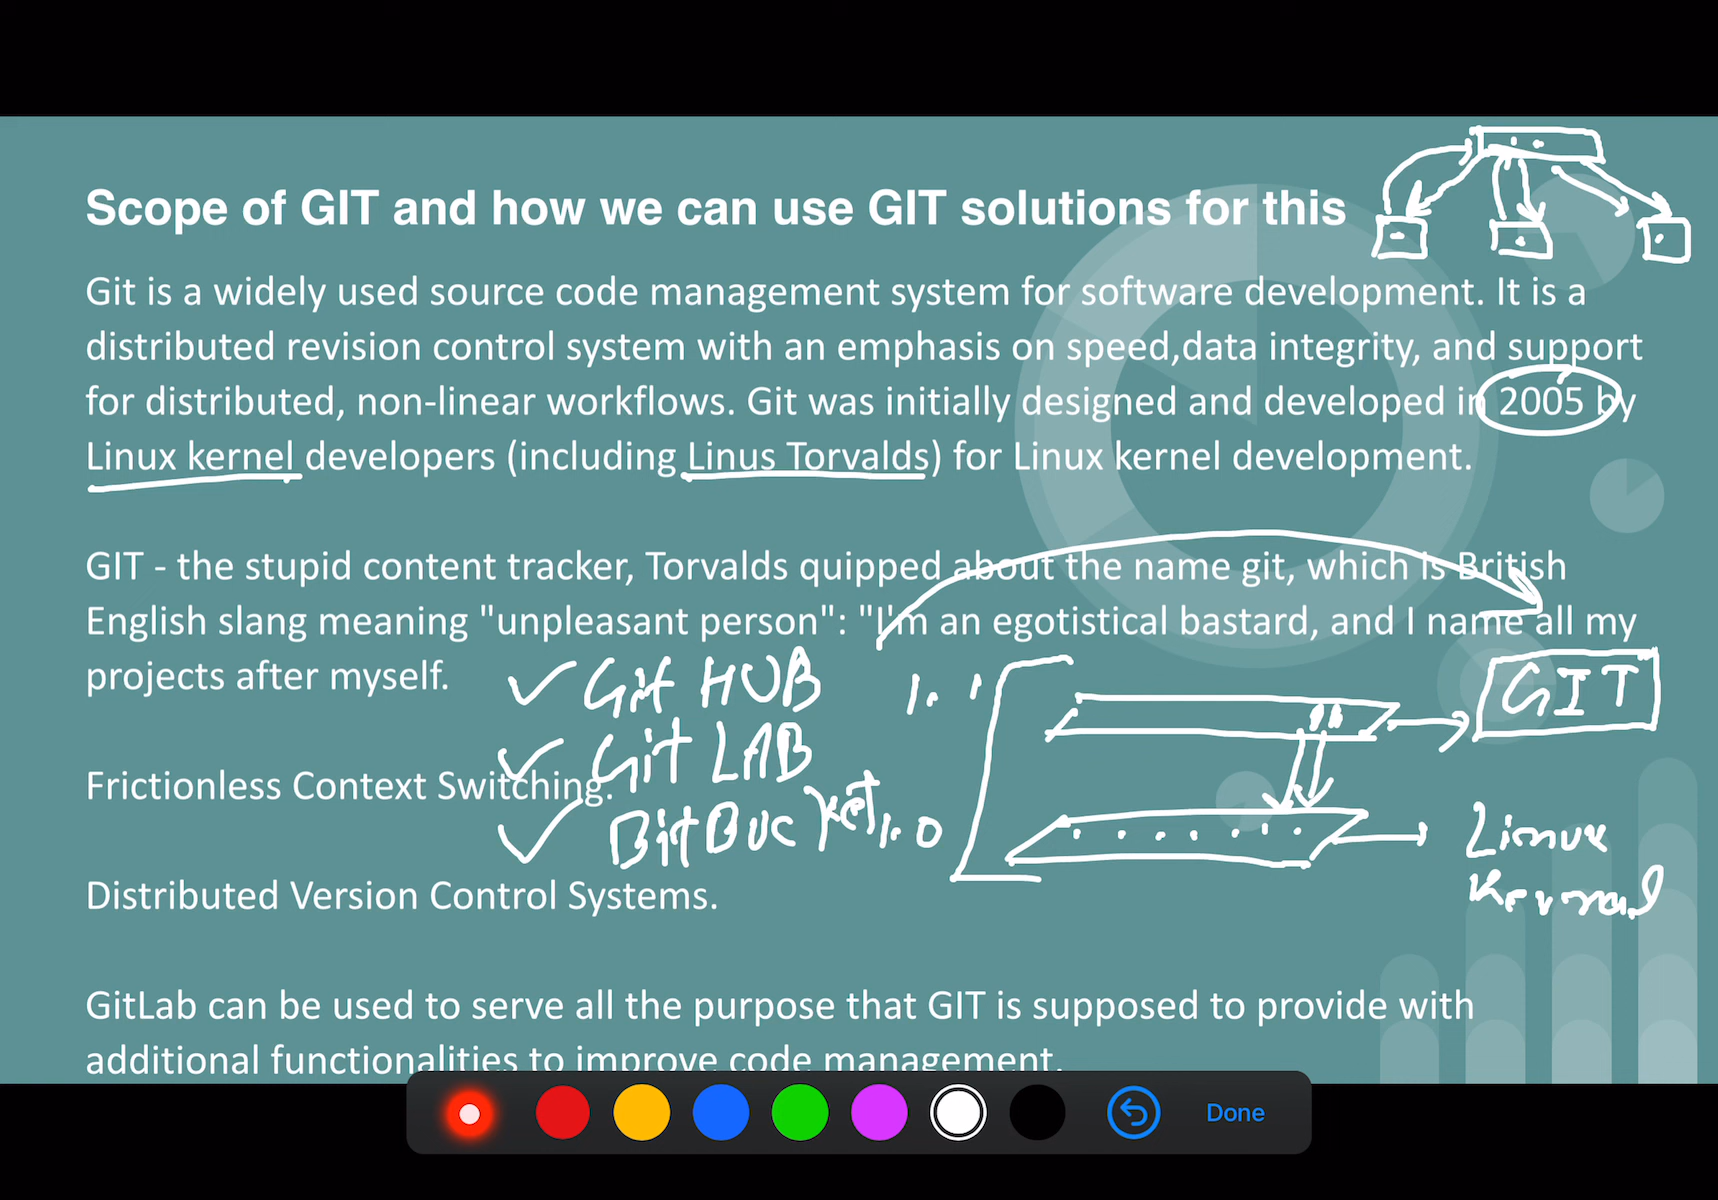 Scope of GIT and how we can use GIT solutions for this
Git is a widely used source code management system for software development. It is a
distributed revision control system with an emphasis on speed,data integrity, and support
for distributed, non-linear workflows. Git was initially designed and developed in 2005 by
Linux kernel developers (including Linus Torvalds) for Linux kernel development.
GIT - the stupid content tracker, Torvalds quipped about the name git, which is British
English slang meaning "unpleasant person": "I'm an egotistical bastard, and I name all my
projects after myself.
Git HUB
GIT
Git LAB
Frictionless Context Switching.
BitBucket
1.0
Linux
Kernal
Distributed Version Control Systems.
GitLab can be used to serve all the purpose that GIT is supposed to provide with
additional functionalities to improve code management.
Done